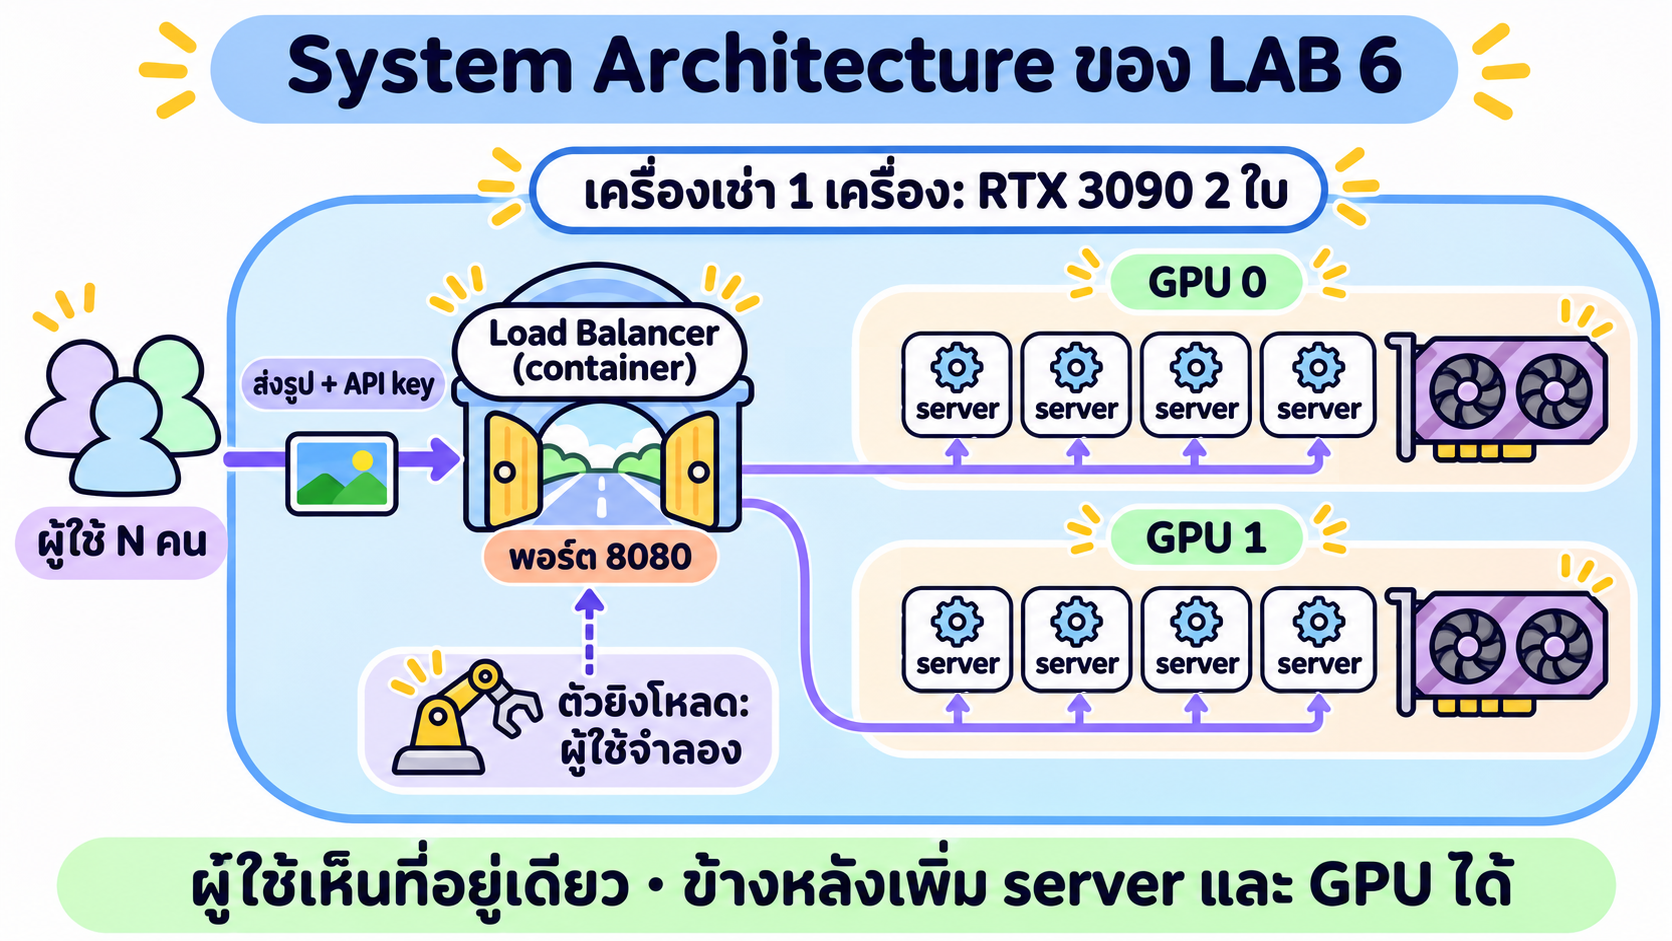 System Architecture ของ LAB 6
เครื่องเช่า 1 เครื่อง: RTX 3090 2 ใบ
GPU 0
Load Balancer
(container)
ส่งรูป + API key
server server server server
ผู้ใช้ N คน
พอร์ต 8080
GPU 1
server server server server
ตัวยิงโหลด:
ผู้ใช้จำลอง
ผู้ใช้เห็นที่อยู่เดียว • ข้างหลังเพิ่ม server และ GPU ได้